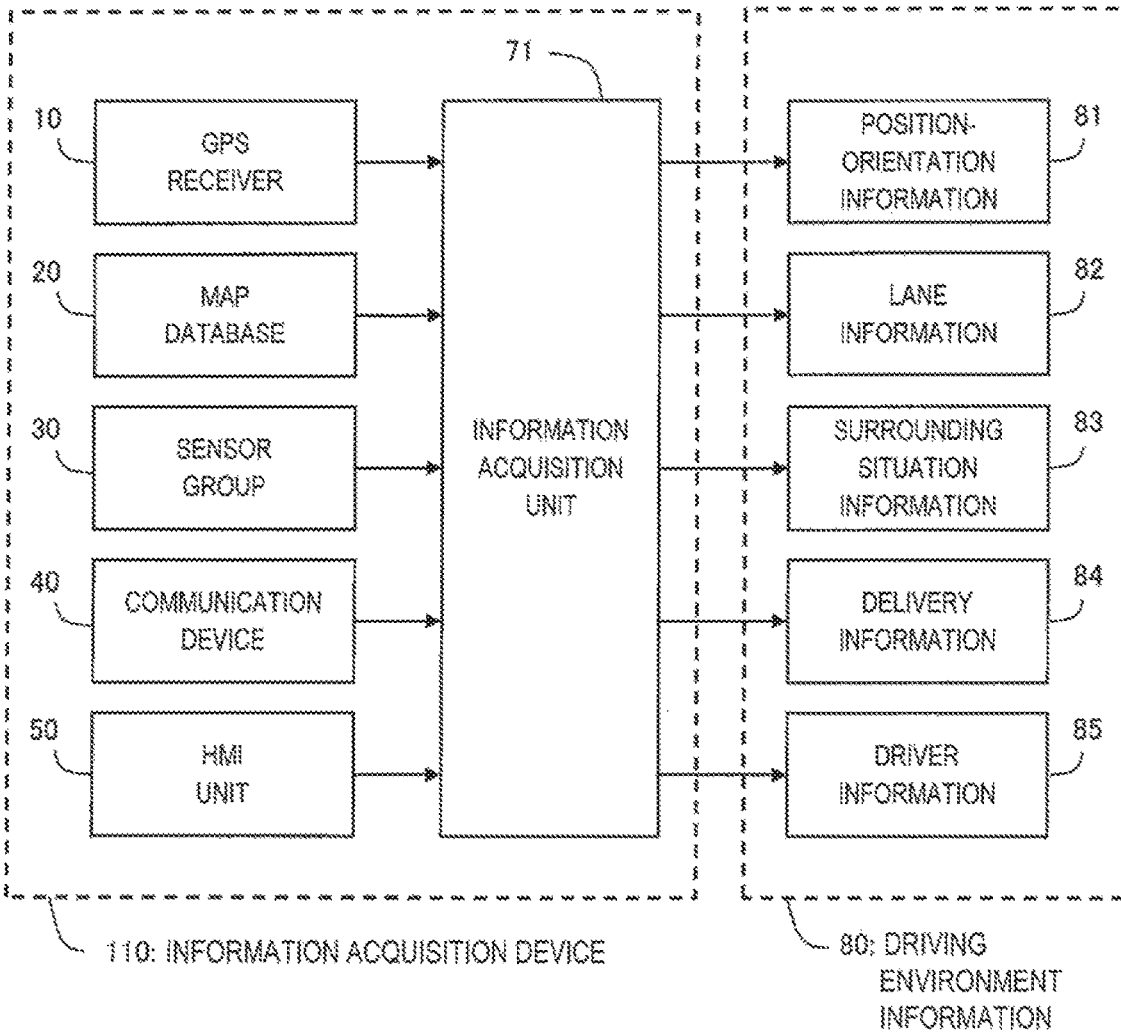 71
10
GPS
RECEIVER
20
MAP
DATABASE
30
SENSOR
GROUP
40
COMMUNICATION
DEVICE
50
HMI
UNIT
INFORMATION
ACQUISITION
UNIT
81
POSITION-
ORIENTATION
INFORMATION
82
LANE
INFORMATION
83
SURROUNDING
SITUATION
INFORMATION
84
DELIVERY
INFORMATION
85
DRIVER
INFORMATION
110: INFORMATION ACQUISITION DEVICE
80: DRIVING
ENVIRONMENT
INFORMATION